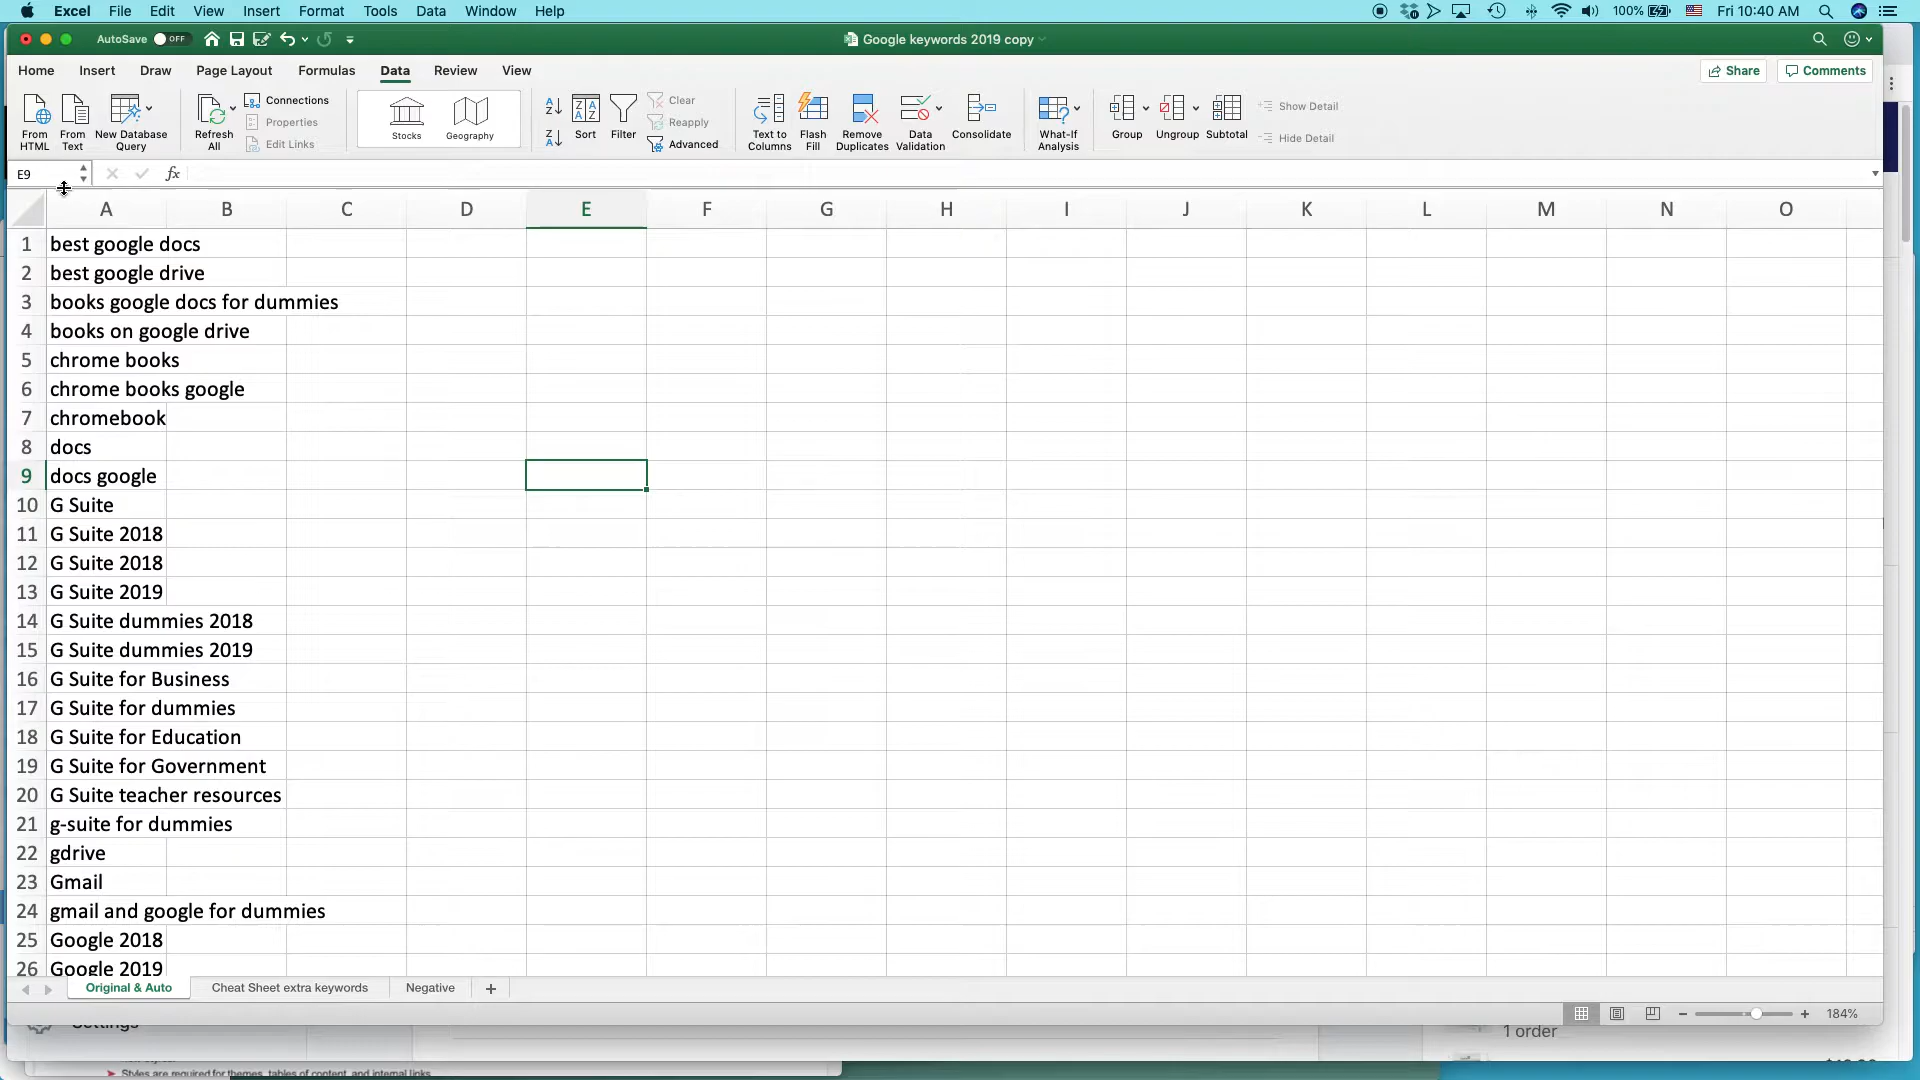 Excel File Edit View Insert Format Tools Data Window Help 100% Fri 10:40 AM
AutoSave OFF Google keywords 2019 copy
Home Insert Draw Page Layout Formulas Data Review View Share Comments
From HTML From Text New Database Query Refresh All Connections Properties Edit Links Stocks Geography Sort Filter Clear Reapply Advanced Text to Columns Flash Fill Remove Duplicates Data Validation Consolidate What-If Analysis Group Ungroup Subtotal Show Detail Hide Detail
E9 fx
A B C D E F G H I J K L M N O
1 best google docs
2 best google drive
3 books google docs for dummies
4 books on google drive
5 chrome books
6 chrome books google
7 chromebook
8 docs
9 docs google
10 G Suite
11 G Suite 2018
12 G Suite 2018
13 G Suite 2019
14 G Suite dummies 2018
15 G Suite dummies 2019
16 G Suite for Business
17 G Suite for dummies
18 G Suite for Education
19 G Suite for Government
20 G Suite teacher resources
21 g-suite for dummies
22 gdrive
23 Gmail
24 gmail and google for dummies
25 Google 2018
26 Google 2019
Original & Auto Cheat Sheet extra keywords Negative +
184%
Settings 1 order
Styles are required for themes, tables of content, and internal links